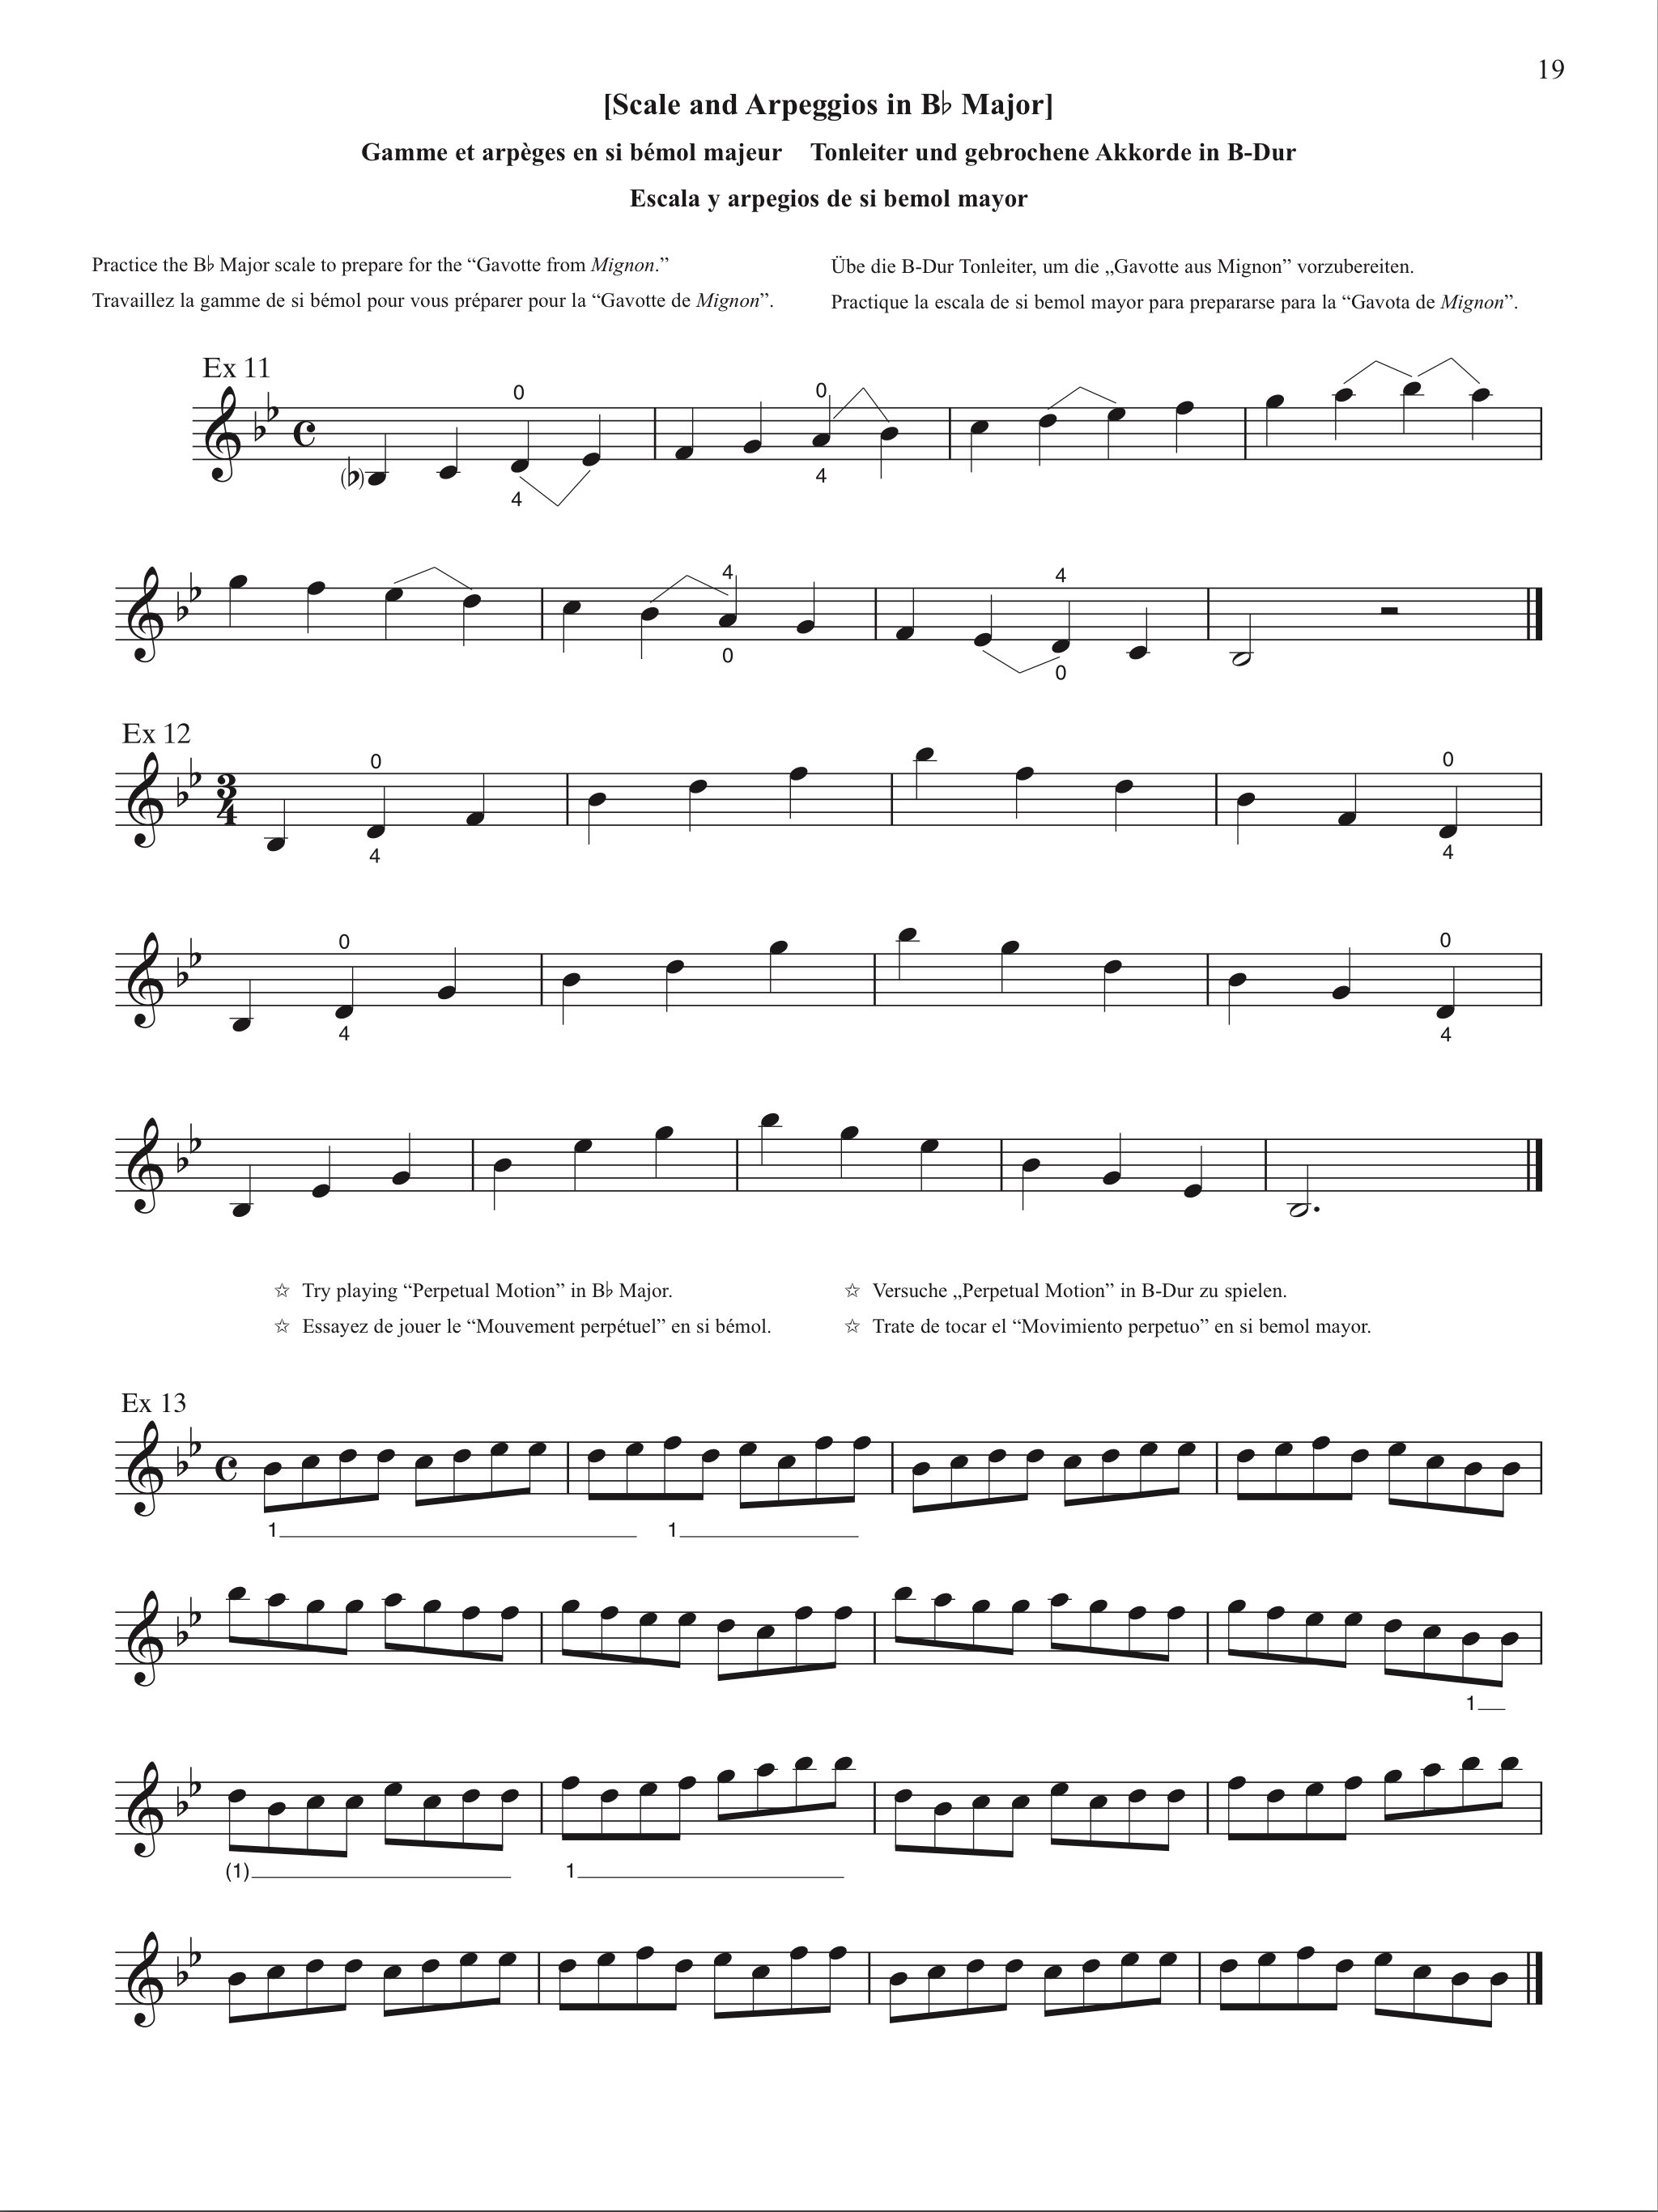 19
[Scale and Arpeggios in B♭ Major]
Gamme et arpèges en si bémol majeur Tonleiter und gebrochene Akkorde in B-Dur
Escala y arpegios de si bemol mayor
Practice the B♭ Major scale to prepare for the “Gavotte from Mignon.”
Travaillez la gamme de si bémol pour vous préparer pour la “Gavotte de Mignon”.
Übe die B-Dur Tonleiter, um die „Gavotte aus Mignon” vorzubereiten.
Practique la escala de si bemol mayor para prepararse para la “Gavota de Mignon”.
Ex 11
0 0
4 4
4 4
0 0
Ex 12
3
4
0 0
4 4
0 0
4 4
☆ Try playing “Perpetual Motion” in B♭ Major.
☆ Essayez de jouer le “Mouvement perpétuel” en si bémol.
☆ Versuche „Perpetual Motion” in B-Dur zu spielen.
☆ Trate de tocar el “Movimiento perpetuo” en si bemol mayor.
Ex 13
1 1
1
(1) 1